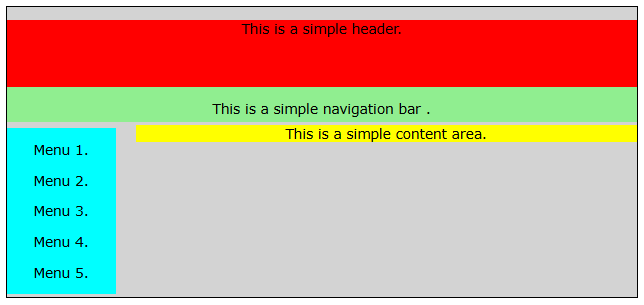 This is a simple header.
This is a simple navigation bar .
This is a simple content area.
Menu 1.
Menu 2.
Menu 3.
Menu 4.
Menu 5.